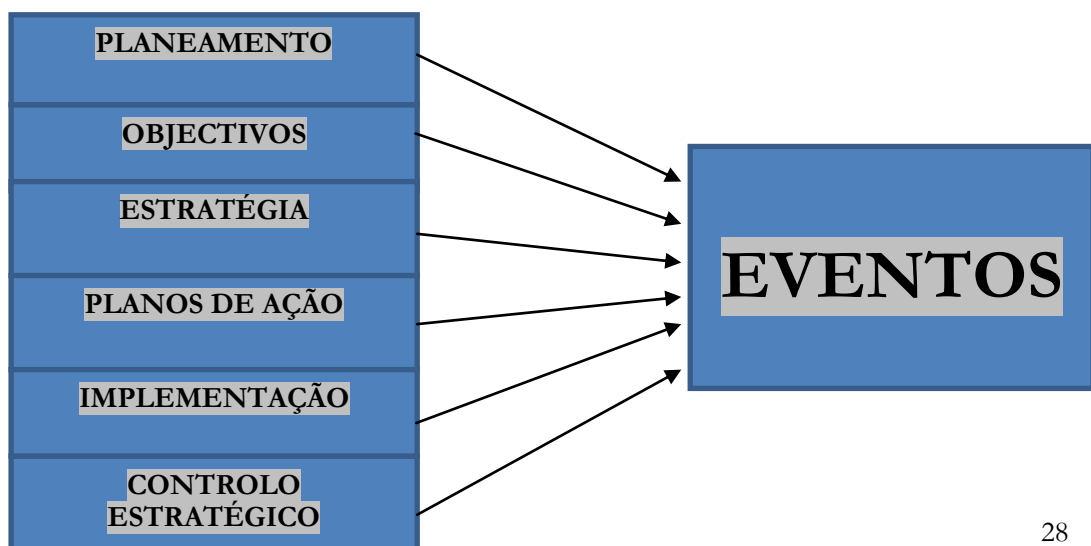 PLANEAMENTO
OBJECTIVOS
ESTRATÉGIA
PLANOS DE AÇÃO
IMPLEMENTAÇÃO
CONTROLO
ESTRATÉGICO
EVENTOS
28